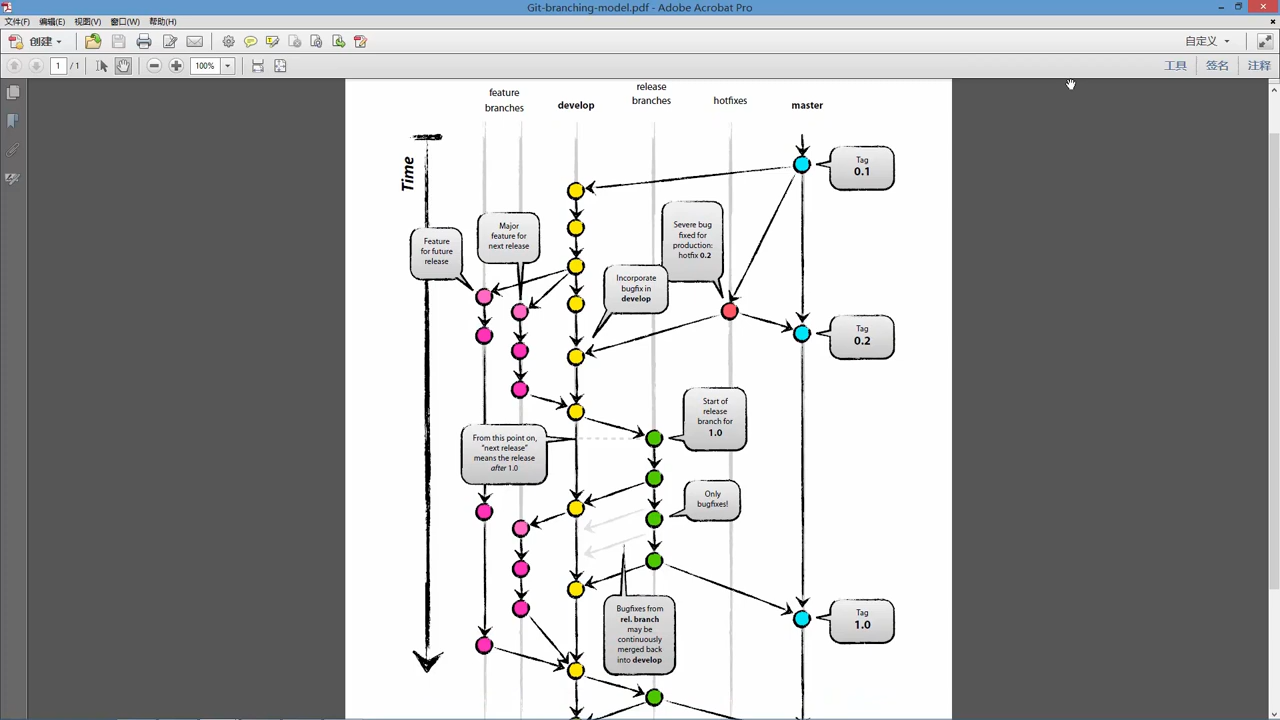 Git-branching-model.pdf - Adobe Acrobat Pro
文件(F) 编辑(E) 视图(V) 窗口(W) 帮助(H)
创建
自定义
1 / 1
100%
工具 签名 注释
feature
branches
develop
release
branches
hotfixes
master
Time
Tag
0.1
Feature
for future
release
Major
feature for
next release
Severe bug
fixed for
production:
hotfix 0.2
Incorporate
bugfix in
develop
Tag
0.2
Start of
release
branch for
1.0
From this point on,
“next release”
means the release
after 1.0
Only
bugfixes!
Bugfixes from
rel. branch
may be
continuously
merged back
into develop
Tag
1.0